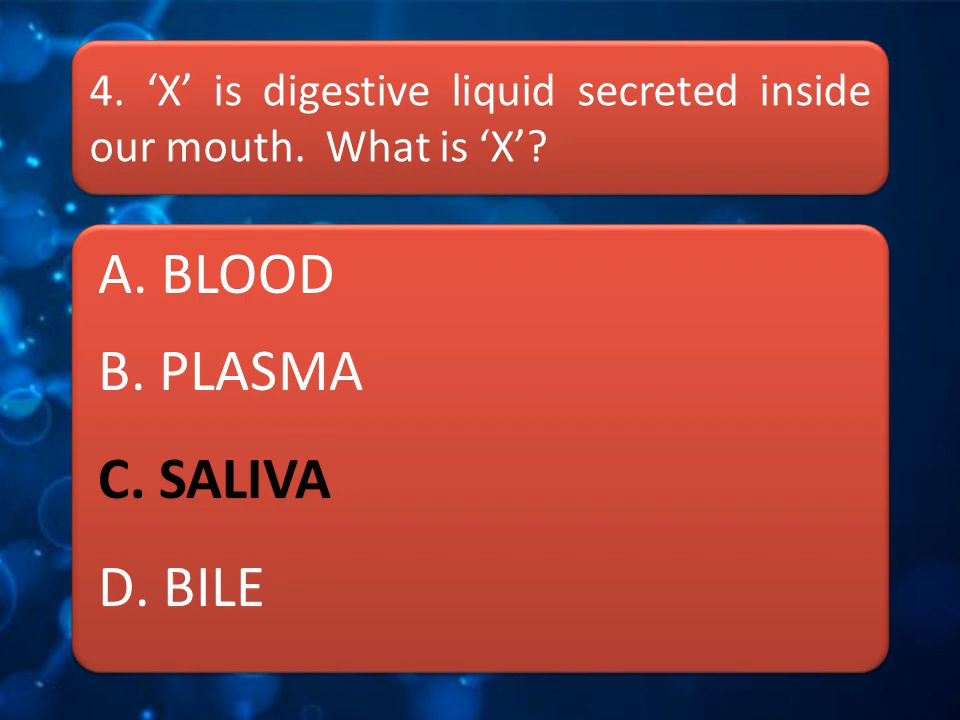 4. ‘X’ is digestive liquid secreted inside
our mouth. What is ‘X’?
A. BLOOD
B. PLASMA
C. SALIVA
D. BILE